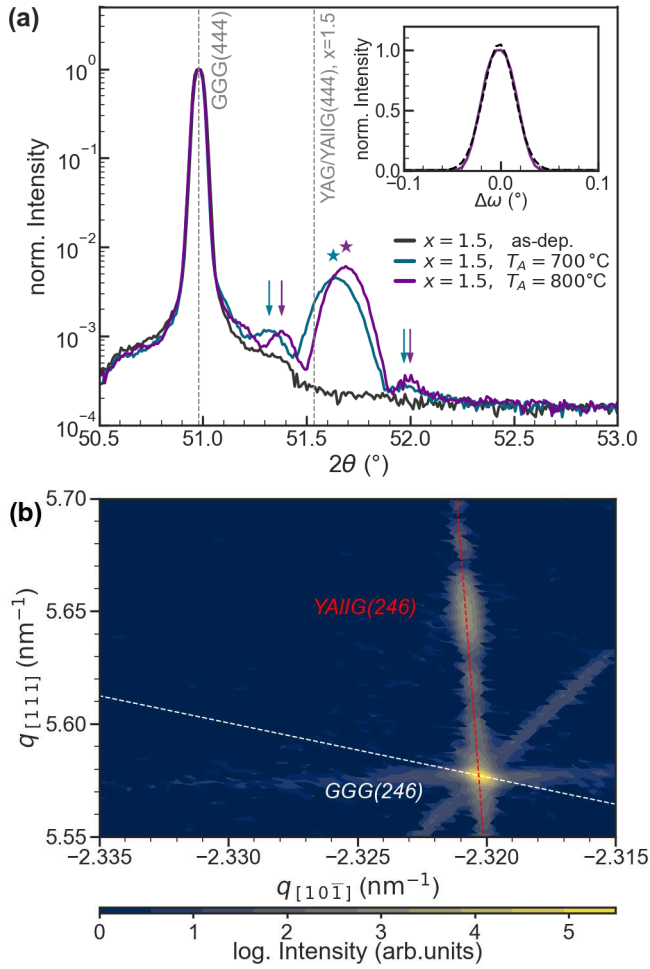 (a)
10⁰
10⁻¹
10⁻²
10⁻³
10⁻⁴
norm. Intensity
GGG(444)
YAG/YAlIG(444), x=1.5
1.0
0.5
0.0
norm. Intensity
−0.1 0.0 0.1
Δω (°)
x = 1.5, as-dep.
x = 1.5, T_A = 700 °C
x = 1.5, T_A = 800°C
50.5 51.0 51.5 52.0 52.5 53.0
2θ (°)
(b)
5.70
5.65
5.60
5.55
q[111] (nm⁻¹)
YAlIG(246)
GGG(246)
−2.335 −2.330 −2.325 −2.320 −2.315
q[101̅] (nm⁻¹)
0 1 2 3 4 5
log. Intensity (arb.units)